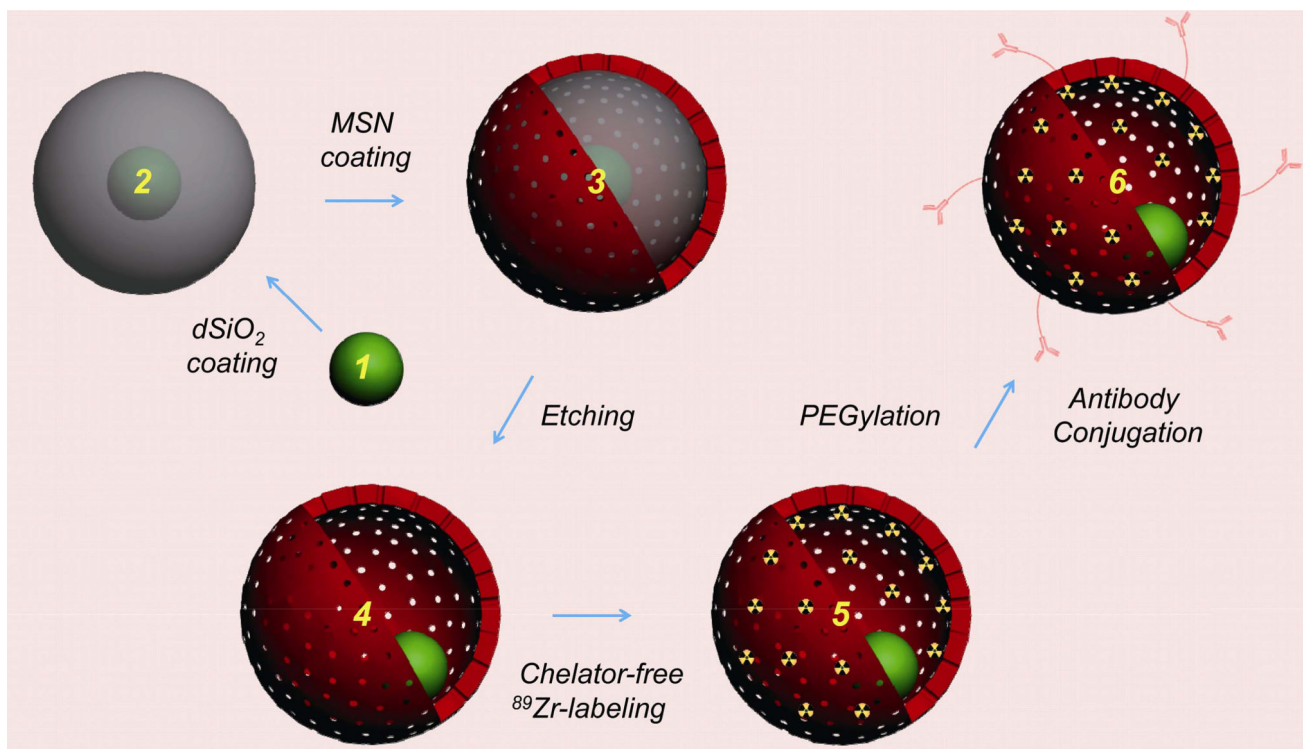 2
MSN
coating
3
6
dSiO2
coating
1
Etching
PEGylation
Antibody
Conjugation
4
5
Chelator-free
89Zr-labeling